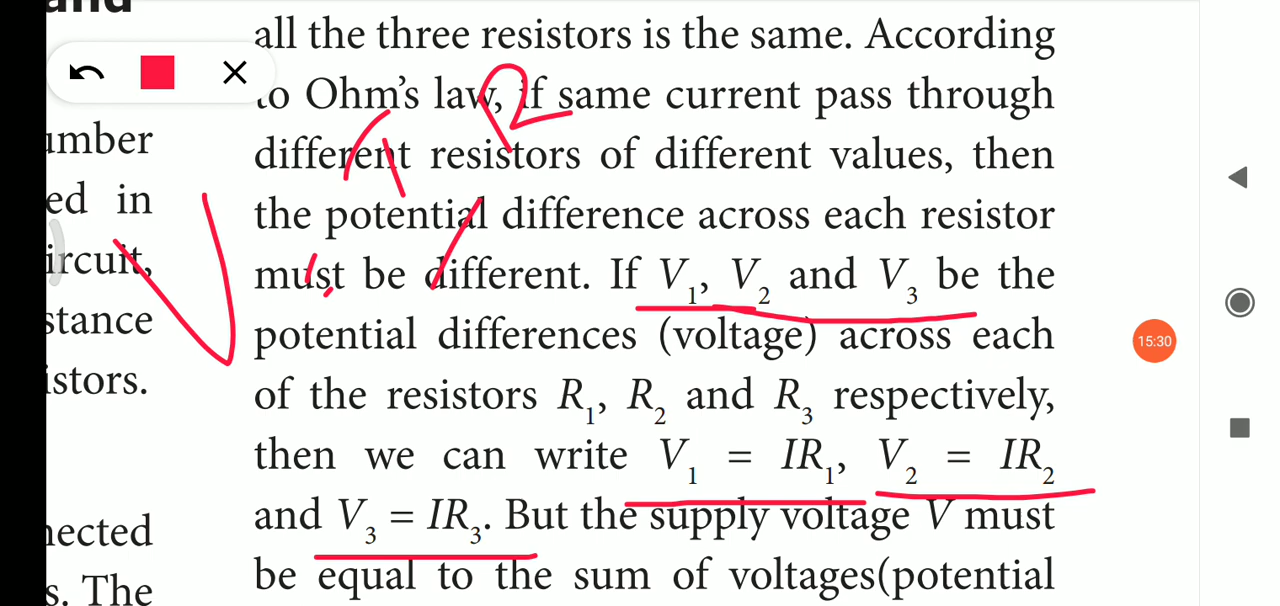 all the three resistors is the same. According
to Ohm's law, if same current pass through
different resistors of different values, then
the potential difference across each resistor
must be different. If V₁, V₂ and V₃ be the
potential differences (voltage) across each
of the resistors R₁, R₂ and R₃ respectively,
then we can write V₁ = IR₁, V₂ = IR₂
and V₃ = IR₃. But the supply voltage V must
be equal to the sum of voltages(potential
ed in
istors.
s. The
15:30